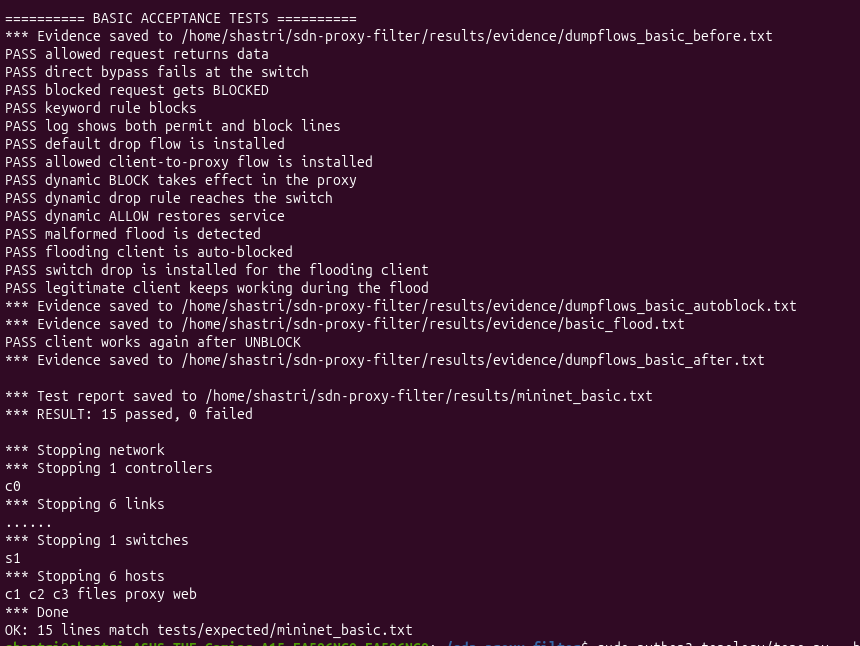 ========== BASIC ACCEPTANCE TESTS ==========
*** Evidence saved to /home/shastri/sdn-proxy-filter/results/evidence/dumpflows_basic_before.txt
PASS allowed request returns data
PASS direct bypass fails at the switch
PASS blocked request gets BLOCKED
PASS keyword rule blocks
PASS log shows both permit and block lines
PASS default drop flow is installed
PASS allowed client-to-proxy flow is installed
PASS dynamic BLOCK takes effect in the proxy
PASS dynamic drop rule reaches the switch
PASS dynamic ALLOW restores service
PASS malformed flood is detected
PASS flooding client is auto-blocked
PASS switch drop is installed for the flooding client
PASS legitimate client keeps working during the flood
*** Evidence saved to /home/shastri/sdn-proxy-filter/results/evidence/dumpflows_basic_autoblock.txt
*** Evidence saved to /home/shastri/sdn-proxy-filter/results/evidence/basic_flood.txt
PASS client works again after UNBLOCK
*** Evidence saved to /home/shastri/sdn-proxy-filter/results/evidence/dumpflows_basic_after.txt
*** Test report saved to /home/shastri/sdn-proxy-filter/results/mininet_basic.txt
*** RESULT: 15 passed, 0 failed
*** Stopping network
*** Stopping 1 controllers
c0
*** Stopping 6 links
......
*** Stopping 1 switches
s1
*** Stopping 6 hosts
c1 c2 c3 files proxy web
*** Done
OK: 15 lines match tests/expected/mininet_basic.txt